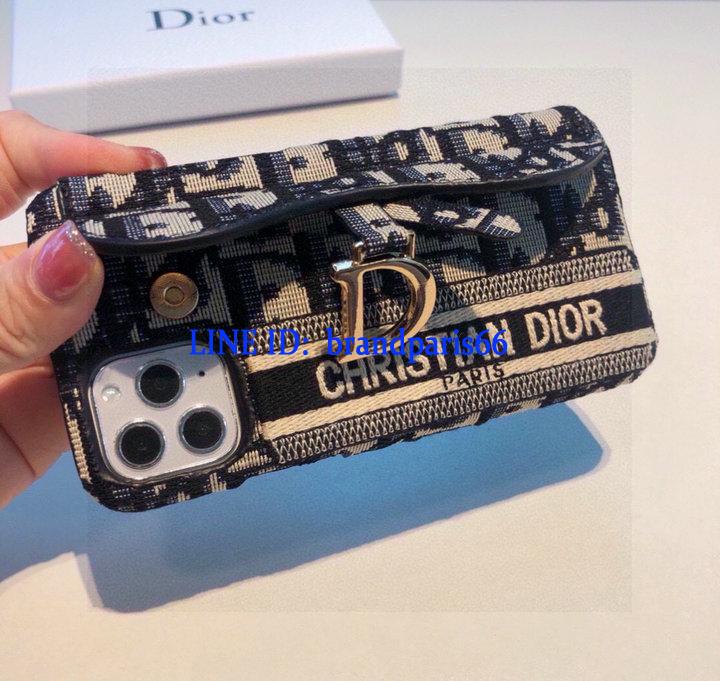 Dior
LINE ID: brandparis66
CHRISTIAN DIOR
PARIS